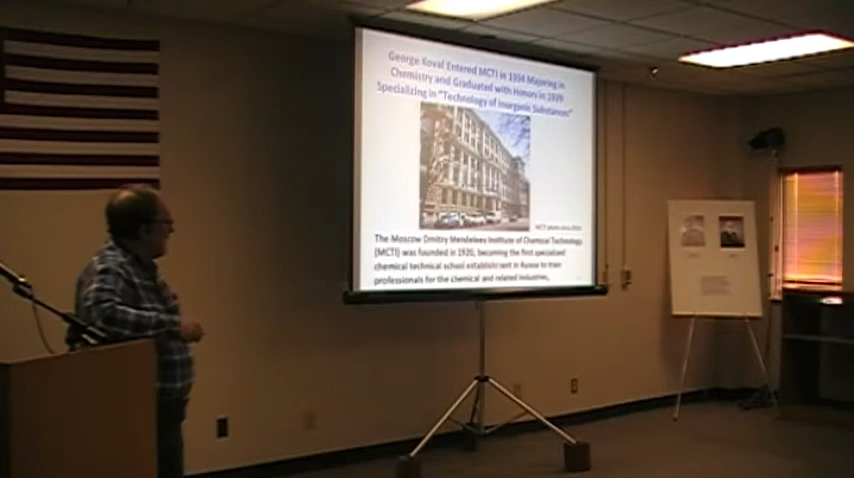 George Koval Entered MCTI in 1934 Majoring in
Chemistry and Graduated with Honors in 1939
Specializing in "Technology of Inorganic Substances"
The Moscow Dmitry Mendeleev Institute of Chemical Technology
(MCTI) was founded in 1920, becoming the first specialized
chemical technical school establishment in Russia to train
professionals for the chemical and related industries,